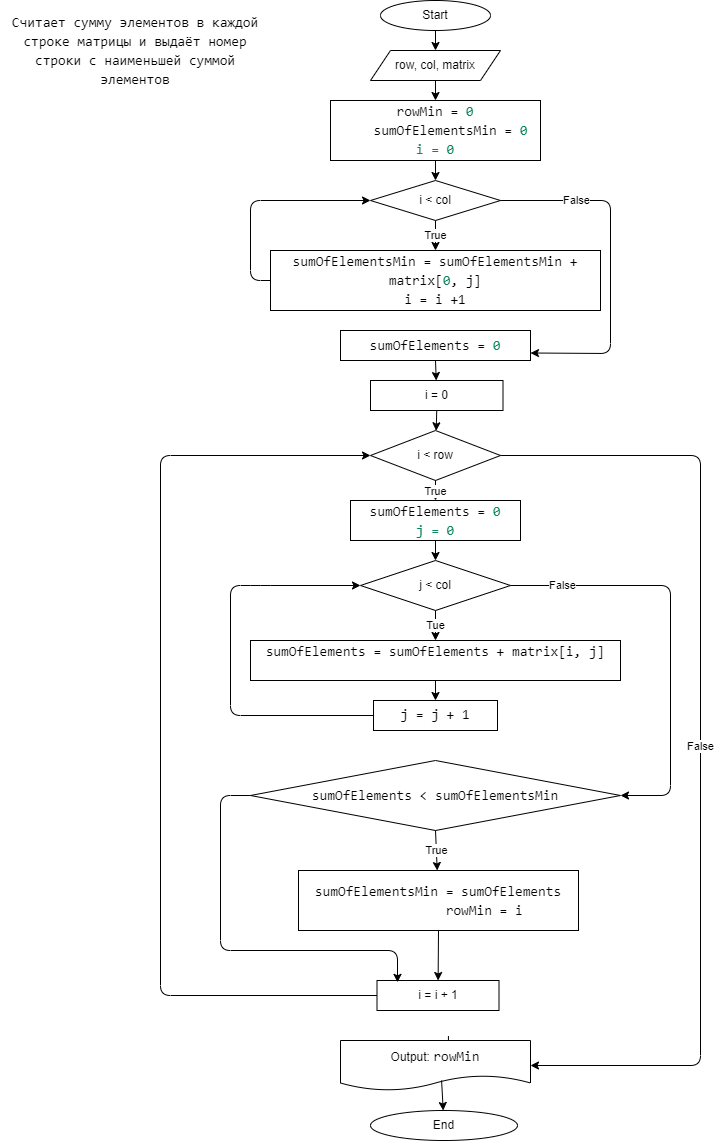 Считает сумму элементов в каждой
строке матрицы и выдаёт номер
строки с наименьшей суммой
элементов
Start
row, col, matrix
rowMin = 0
sumOfElementsMin = 0
i = 0
i < col
False
True
sumOfElementsMin = sumOfElementsMin +
matrix[0, j]
i = i +1
sumOfElements = 0
i = 0
i < row
True
sumOfElements = 0
j = 0
j < col
False
Tue
sumOfElements = sumOfElements + matrix[i, j]
j = j + 1
False
sumOfElements < sumOfElementsMin
True
sumOfElementsMin = sumOfElements
rowMin = i
i = i + 1
Output: rowMin
End